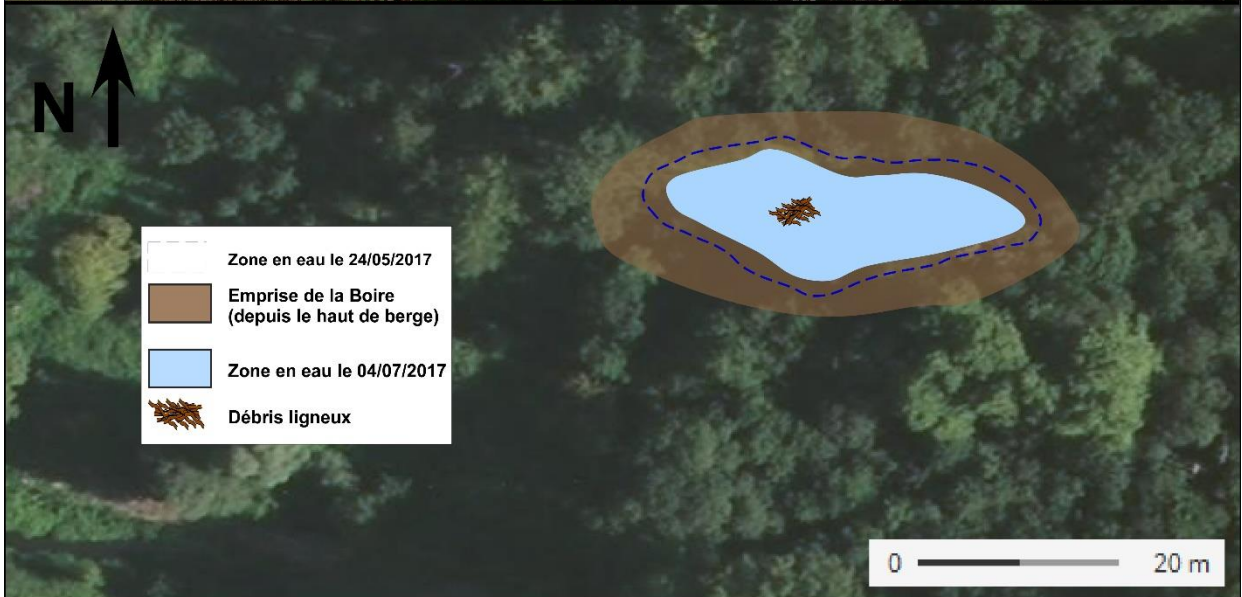 N
Zone en eau le 24/05/2017
Emprise de la Boire
(depuis le haut de berge)
Zone en eau le 04/07/2017
Débris ligneux
0 20 m